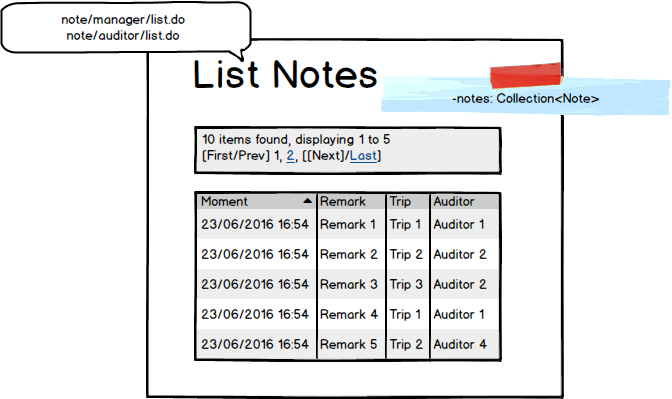 note/manager/list.do
note/auditor/list.do
List Notes
-notes: Collection<Note>
10 items found, displaying 1 to 5
[First/Prev] 1, 2, [[Next]/Last]
Moment Remark Trip Auditor
23/06/2016 16:54 Remark 1 Trip 1 Auditor 1
23/06/2016 16:54 Remark 2 Trip 2 Auditor 2
23/06/2016 16:54 Remark 3 Trip 3 Auditor 2
23/06/2016 16:54 Remark 4 Trip 1 Auditor 1
23/06/2016 16:54 Remark 5 Trip 2 Auditor 4